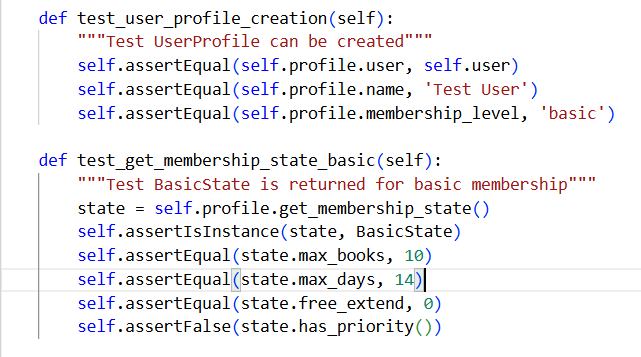 def test_user_profile_creation(self):
    """Test UserProfile can be created"""
    self.assertEqual(self.profile.user, self.user)
    self.assertEqual(self.profile.name, 'Test User')
    self.assertEqual(self.profile.membership_level, 'basic')

def test_get_membership_state_basic(self):
    """Test BasicState is returned for basic membership"""
    state = self.profile.get_membership_state()
    self.assertIsInstance(state, BasicState)
    self.assertEqual(state.max_books, 10)
    self.assertEqual(state.max_days, 14)
    self.assertEqual(state.free_extend, 0)
    self.assertFalse(state.has_priority())